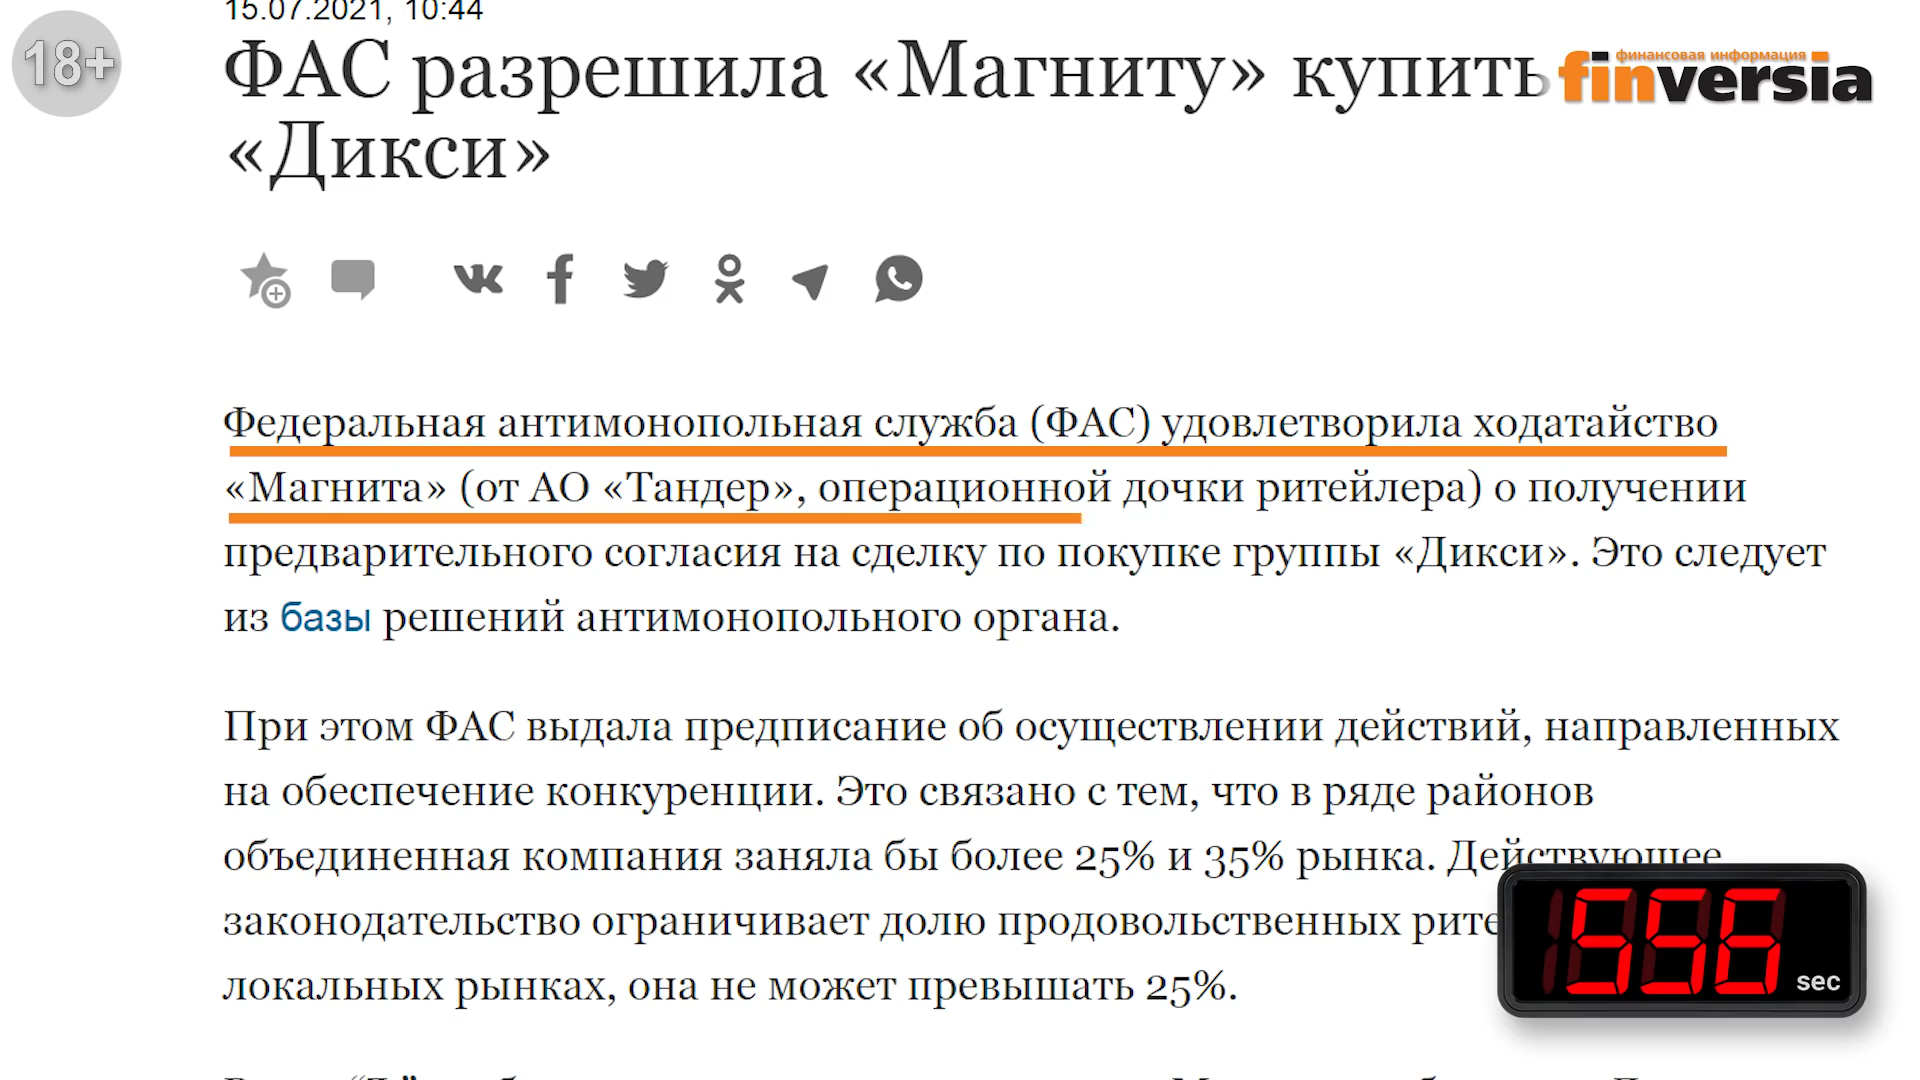 15.07.2021, 10:44
18+
ФАС разрешила «Магниту» купить
«Дикси»
финансовая информация
finversia
Федеральная антимонопольная служба (ФАС) удовлетворила ходатайство
«Магнита» (от АО «Тандер», операционной дочки ритейлера) о получении
предварительного согласия на сделку по покупке группы «Дикси». Это следует
из базы решений антимонопольного органа.
При этом ФАС выдала предписание об осуществлении действий, направленных
на обеспечение конкуренции. Это связано с тем, что в ряде районов
объединенная компания заняла бы более 25% и 35% рынка. Действующее
законодательство ограничивает долю продовольственных рите
локальных рынках, она не может превышать 25%.
556 sec